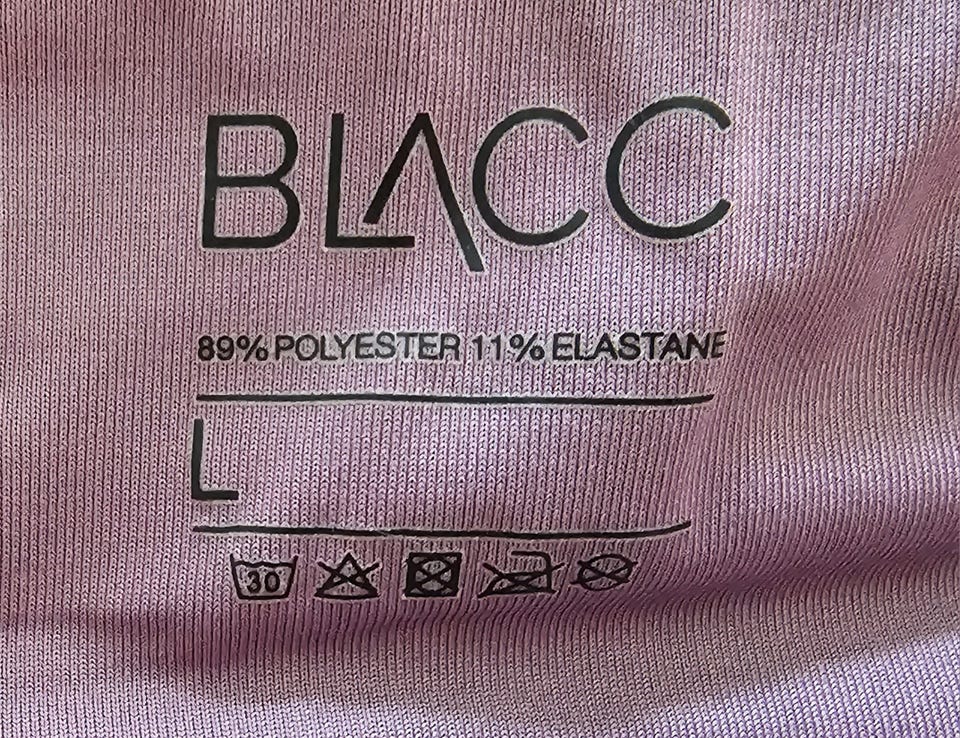 BLACC
89% POLYESTER 11% ELASTANE
L
30